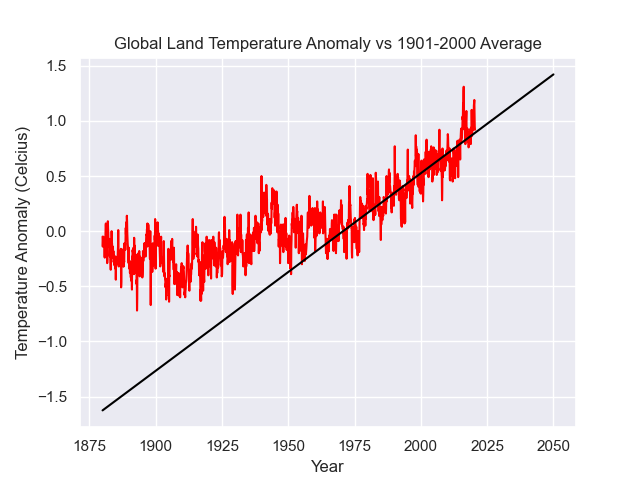 Global Land Temperature Anomaly vs 1901-2000 Average
Temperature Anomaly (Celcius)
1.5
1.0
0.5
0.0
−0.5
−1.0
−1.5
1875 1900 1925 1950 1975 2000 2025 2050
Year